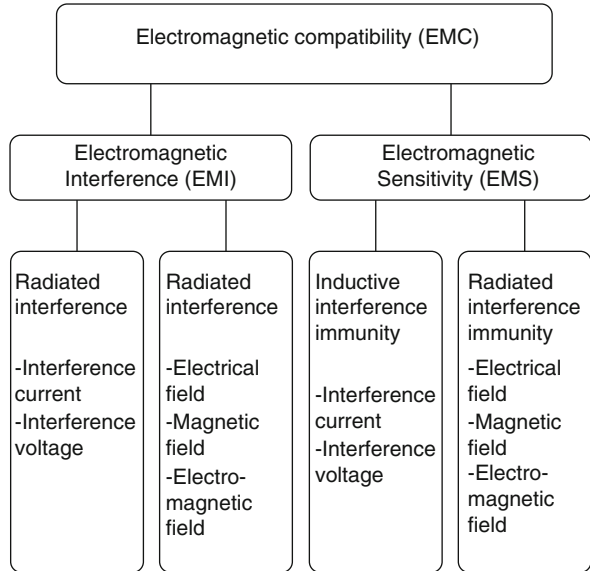 Electromagnetic compatibility (EMC)
Electromagnetic
Interference (EMI)
Electromagnetic
Sensitivity (EMS)
Radiated
interference
-Interference
current
-Interference
voltage
Radiated
interference
-Electrical
field
-Magnetic
field
-Electro-
magnetic
field
Inductive
interference
immunity
-Interference
current
-Interference
voltage
Radiated
interference
immunity
-Electrical
field
-Magnetic
field
-Electro-
magnetic
field